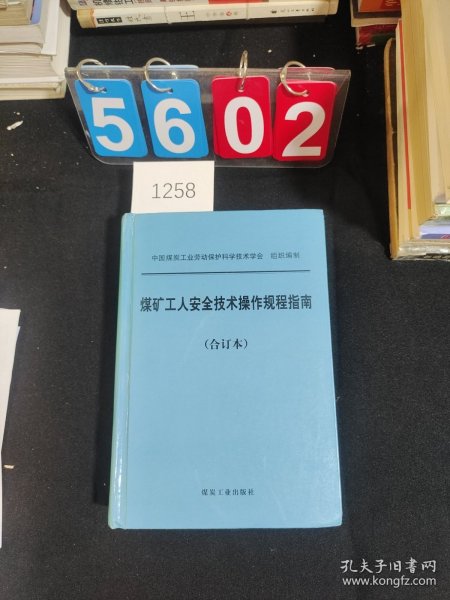 5602
1258
中国煤炭工业劳动保护科学技术学会 组织编制
煤矿工人安全技术操作规程指南
(合订本)
煤炭工业出版社
孔夫子旧书网
www.kongfz.com